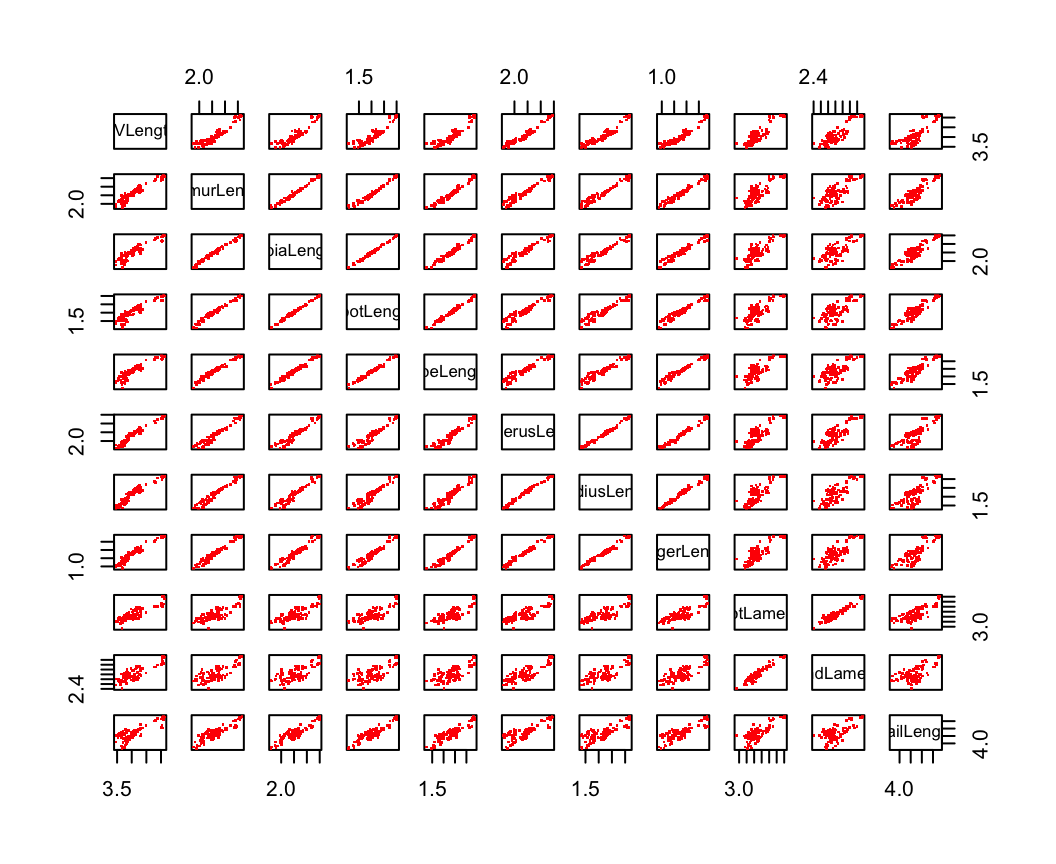 2.0 1.5 2.0 1.0 2.4
VLengt 3.5
2.0 murLen
biaLeng 2.0
1.5 ootLeng
beLeng 1.5
2.0 erusLe
diusLen 1.5
1.0 gerLen
otLame 3.0
2.4 dLame
ailLeng 4.0
3.5 2.0 1.5 1.5 3.0 4.0